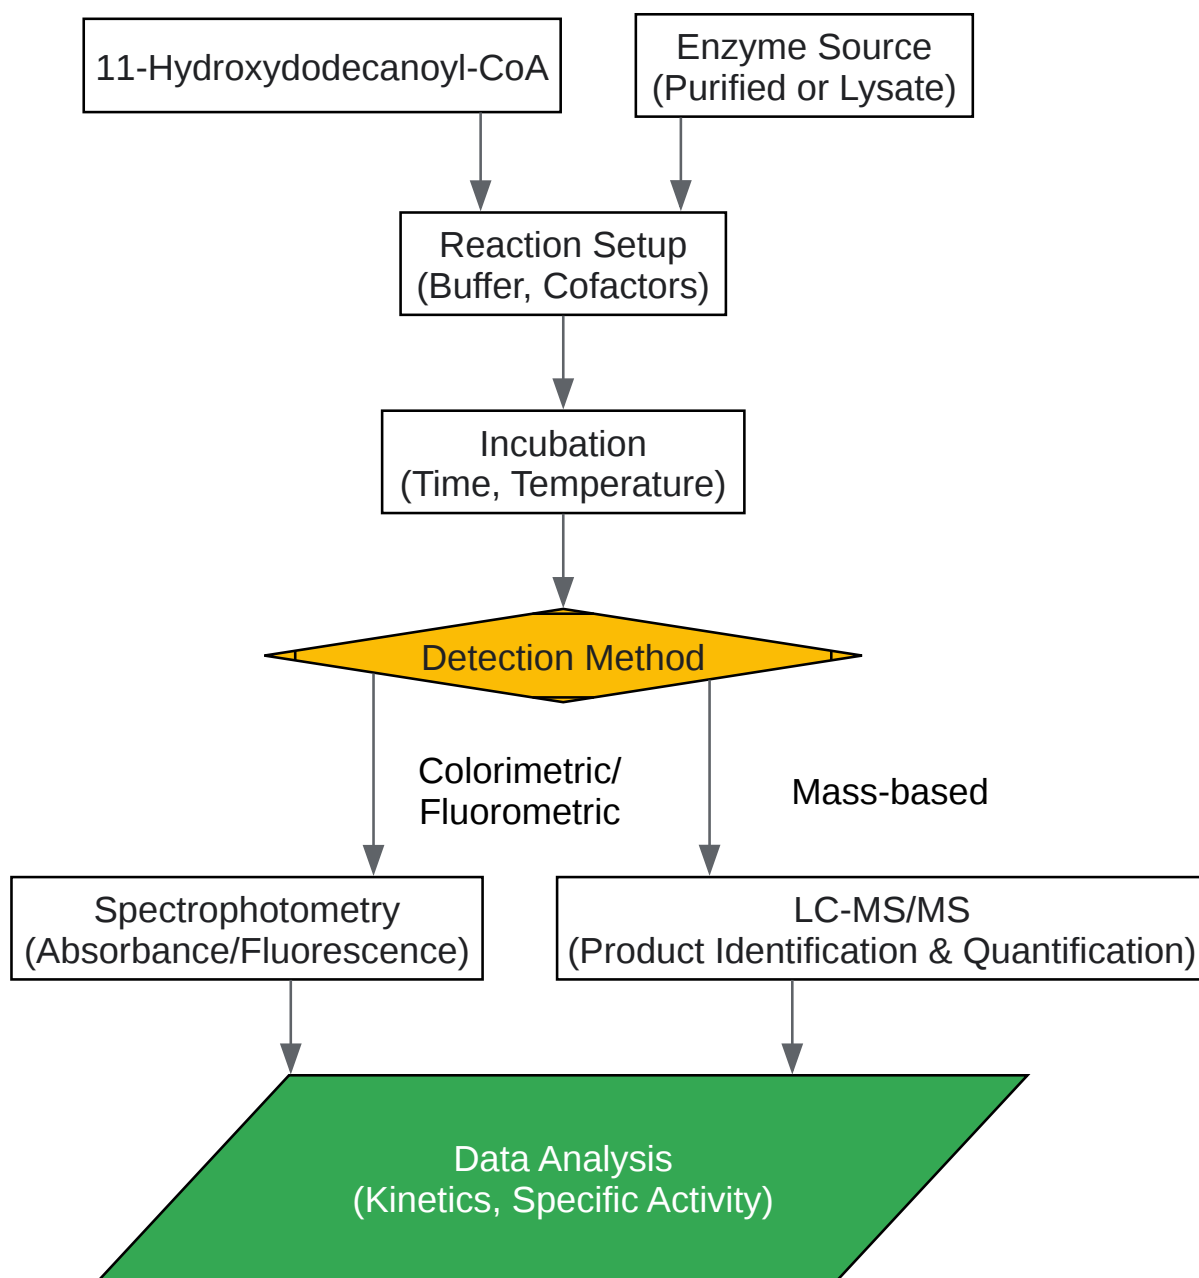 11-Hydroxydodecanoyl-CoA
Enzyme Source
(Purified or Lysate)
Reaction Setup
(Buffer, Cofactors)
Incubation
(Time, Temperature)
Detection Method
Colorimetric/
Fluorometric
Mass-based
Spectrophotometry
(Absorbance/Fluorescence)
LC-MS/MS
(Product Identification & Quantification)
Data Analysis
(Kinetics, Specific Activity)